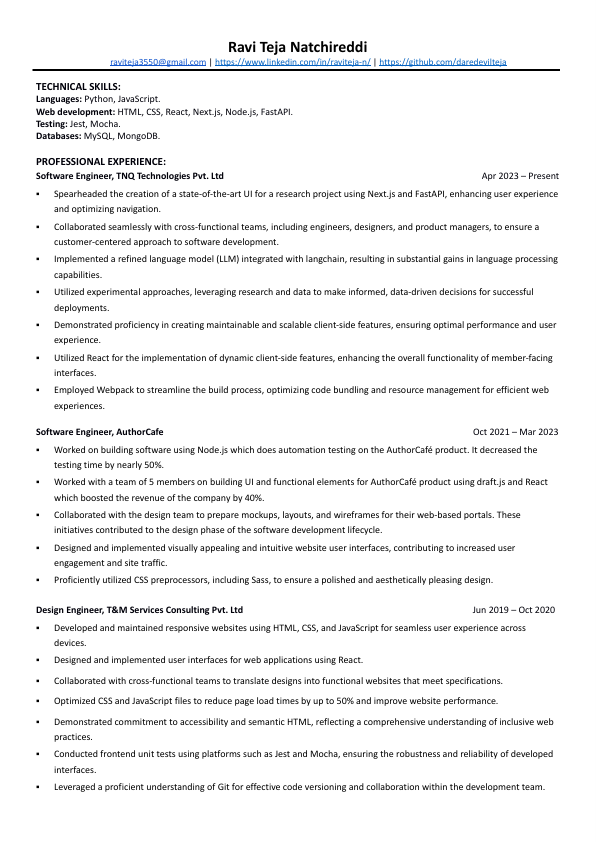 Ravi Teja Natchireddi
raviteja3550@gmail.com | https://www.linkedin.com/in/raviteja-n/ | https://github.com/daredevilteja
TECHNICAL SKILLS:
Languages: Python, JavaScript.
Web development: HTML, CSS, React, Next.js, Node.js, FastAPI.
Testing: Jest, Mocha.
Databases: MySQL, MongoDB.
PROFESSIONAL EXPERIENCE:
Software Engineer, TNQ Technologies Pvt. Ltd Apr 2023 – Present
▪ Spearheaded the creation of a state-of-the-art UI for a research project using Next.js and FastAPI, enhancing user experience
and optimizing navigation.
▪ Collaborated seamlessly with cross-functional teams, including engineers, designers, and product managers, to ensure a
customer-centered approach to software development.
▪ Implemented a refined language model (LLM) integrated with langchain, resulting in substantial gains in language processing
capabilities.
▪ Utilized experimental approaches, leveraging research and data to make informed, data-driven decisions for successful
deployments.
▪ Demonstrated proficiency in creating maintainable and scalable client-side features, ensuring optimal performance and user
experience.
▪ Utilized React for the implementation of dynamic client-side features, enhancing the overall functionality of member-facing
interfaces.
▪ Employed Webpack to streamline the build process, optimizing code bundling and resource management for efficient web
experiences.
Software Engineer, AuthorCafe Oct 2021 – Mar 2023
▪ Worked on building software using Node.js which does automation testing on the AuthorCafé product. It decreased the
testing time by nearly 50%.
▪ Worked with a team of 5 members on building UI and functional elements for AuthorCafé product using draft.js and React
which boosted the revenue of the company by 40%.
▪ Collaborated with the design team to prepare mockups, layouts, and wireframes for their web-based portals. These
initiatives contributed to the design phase of the software development lifecycle.
▪ Designed and implemented visually appealing and intuitive website user interfaces, contributing to increased user
engagement and site traffic.
▪ Proficiently utilized CSS preprocessors, including Sass, to ensure a polished and aesthetically pleasing design.
Design Engineer, T&M Services Consulting Pvt. Ltd Jun 2019 – Oct 2020
▪ Developed and maintained responsive websites using HTML, CSS, and JavaScript for seamless user experience across
devices.
▪ Designed and implemented user interfaces for web applications using React.
▪ Collaborated with cross-functional teams to translate designs into functional websites that meet specifications.
▪ Optimized CSS and JavaScript files to reduce page load times by up to 50% and improve website performance.
▪ Demonstrated commitment to accessibility and semantic HTML, reflecting a comprehensive understanding of inclusive web
practices.
▪ Conducted frontend unit tests using platforms such as Jest and Mocha, ensuring the robustness and reliability of developed
interfaces.
▪ Leveraged a proficient understanding of Git for effective code versioning and collaboration within the development team.